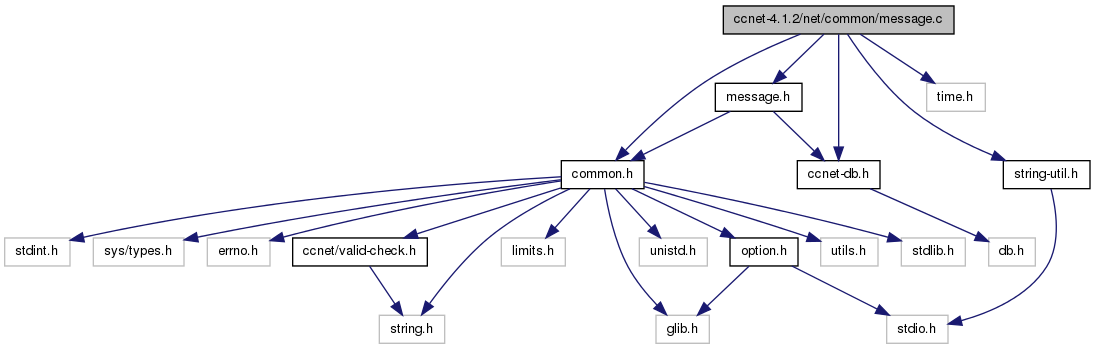 ccnet-4.1.2/net/common/message.c
message.h
time.h
common.h
ccnet-db.h
string-util.h
stdint.h
sys/types.h
errno.h
ccnet/valid-check.h
limits.h
unistd.h
option.h
utils.h
stdlib.h
db.h
string.h
glib.h
stdio.h